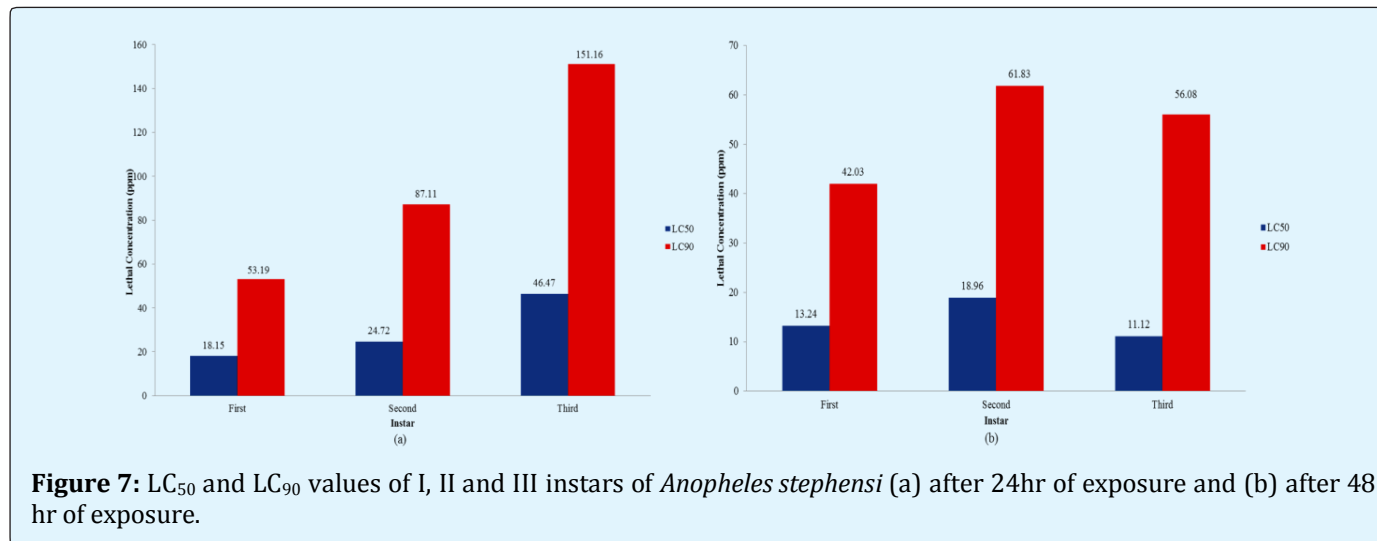 160
140
120
100
80
60
40
20
0
Lethal Concentration (ppm)
18.15
53.19
24.72
87.11
46.47
151.16
First
Second
Third
Instar
(a)
LC50
LC90
70
60
50
40
30
20
10
0
Lethal Concentration (ppm)
13.24
42.03
18.96
61.83
11.12
56.08
First
Second
Third
Instar
(b)
LC50
LC90
Figure 7: LC50 and LC90 values of I, II and III instars of Anopheles stephensi (a) after 24hr of exposure and (b) after 48
hr of exposure.